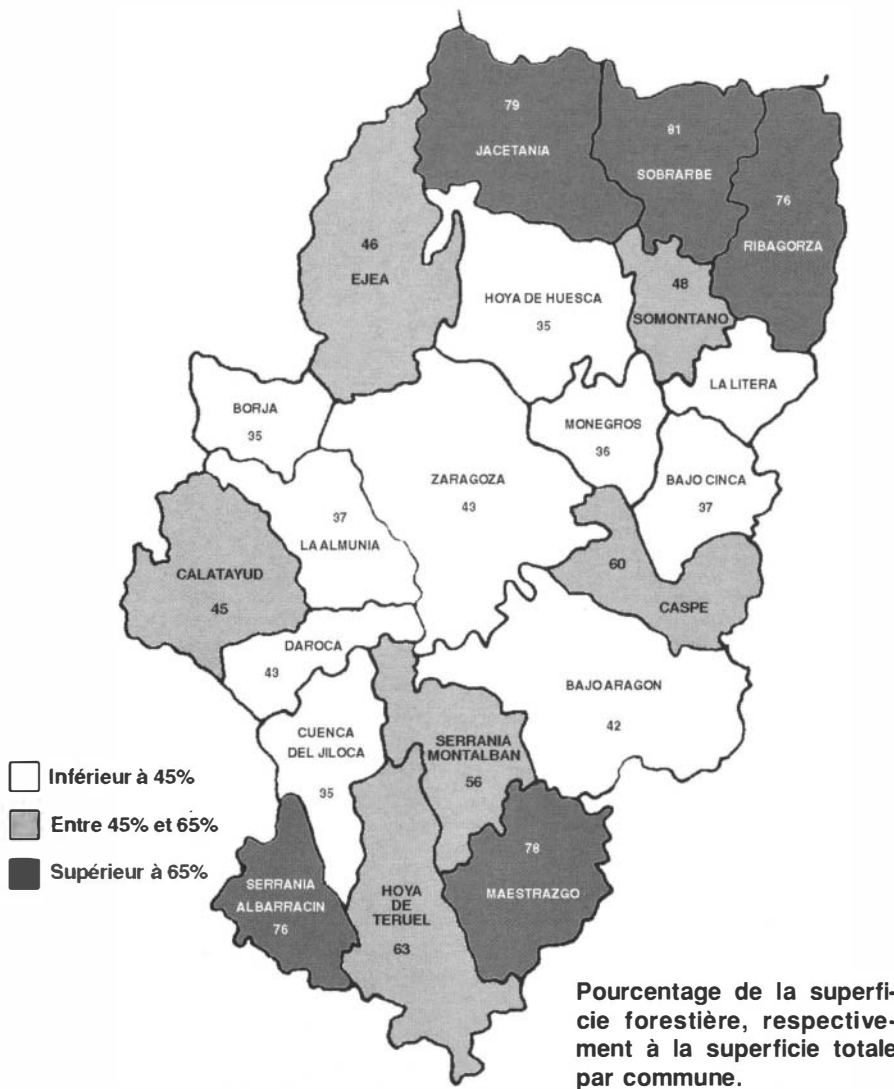 79
JACETANIA
81
SOBRARBE
76
RIBAGORZA
46
EJEA
48
SOMONTANO
HOYA DE HUESCA
35
LA LITERA
BORJA
35
MONEGROS
36
ZARAGOZA
43
BAJO CINCA
37
37
LA ALMUNIA
CALATAYUD
45
60
CASPE
DAROCA
43
BAJO ARAGON
42
CUENCA
DEL JILOCA
35
SERRANIA
MONTALBAN
56
Inférieur à 45%
Entre 45% et 65%
Supérieur à 65%
78
MAESTRAZGO
SERRANIA
ALBARRACIN
76
HOYA
DE
TERUEL
63
Pourcentage de la superfi-
cie forestière, respective-
ment à la superficie totale
par commune.